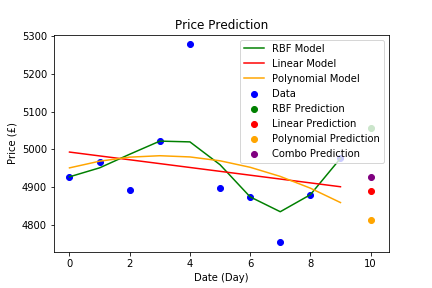 Price Prediction
5300
5200
5100
5000
4900
4800
Price (£)
RBF Model
Linear Model
Polynomial Model
Data
RBF Prediction
Linear Prediction
Polynomial Prediction
Combo Prediction
0
2
4
6
8
10
Date (Day)